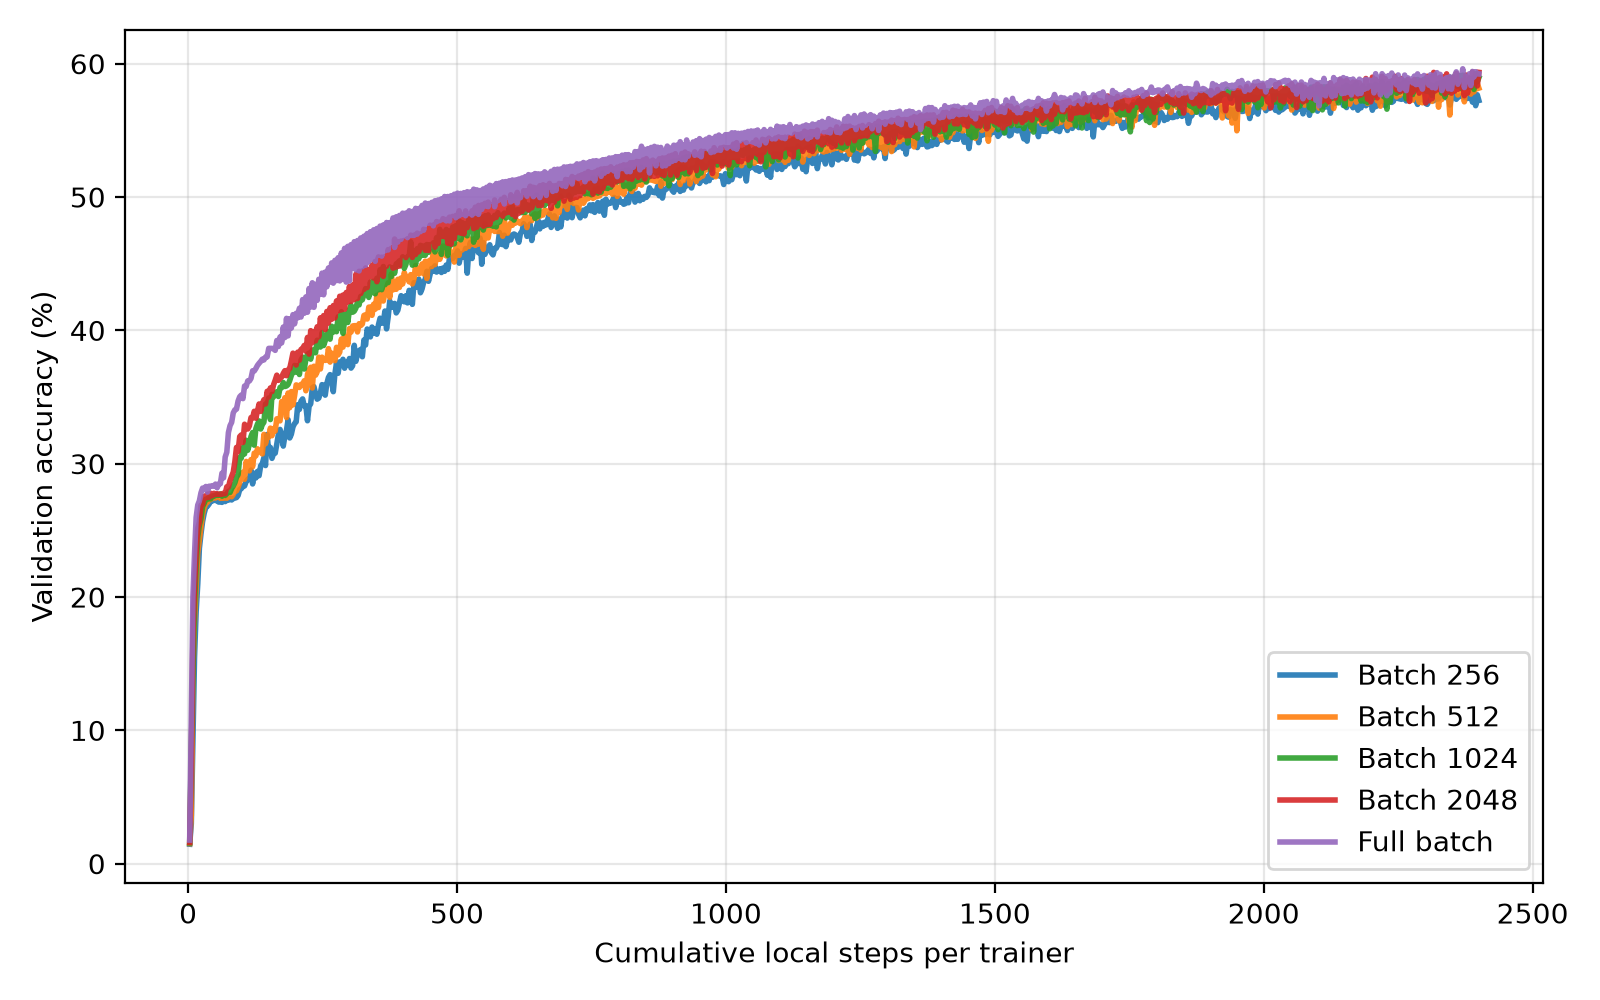 60
50
40
30
20
10
0
Validation accuracy (%)
0 500 1000 1500 2000 2500
Cumulative local steps per trainer
Batch 256
Batch 512
Batch 1024
Batch 2048
Full batch